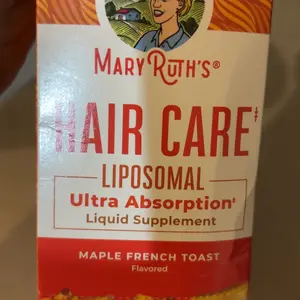 MARYRUTH'S®
HAIR CARE‡
LIPOSOMAL
Ultra Absorption‡
Liquid Supplement
MAPLE FRENCH TOAST
Flavored